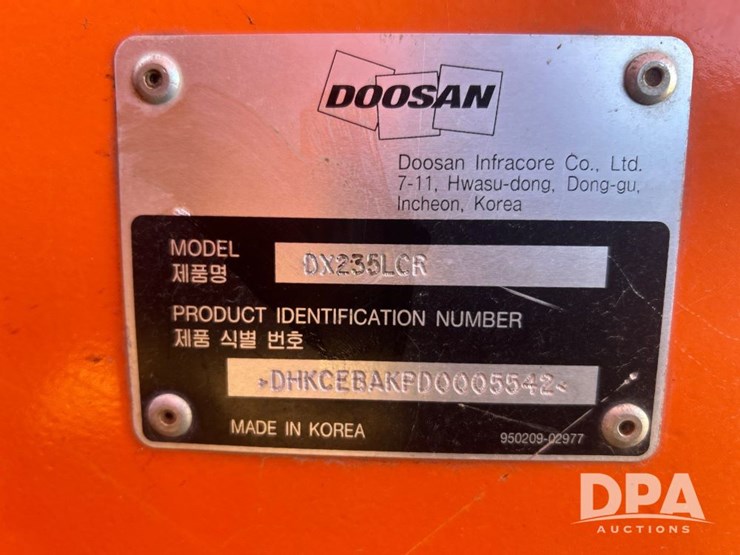 DOOSAN
Doosan Infracore Co., Ltd.
7-11, Hwasu-dong, Dong-gu,
Incheon, Korea
MODEL DX235LCR
제품명
PRODUCT IDENTIFICATION NUMBER
제품 식별 번호
*DHKCEBAKPD0005542*
MADE IN KOREA 950209-02977
DPA
AUCTIONS